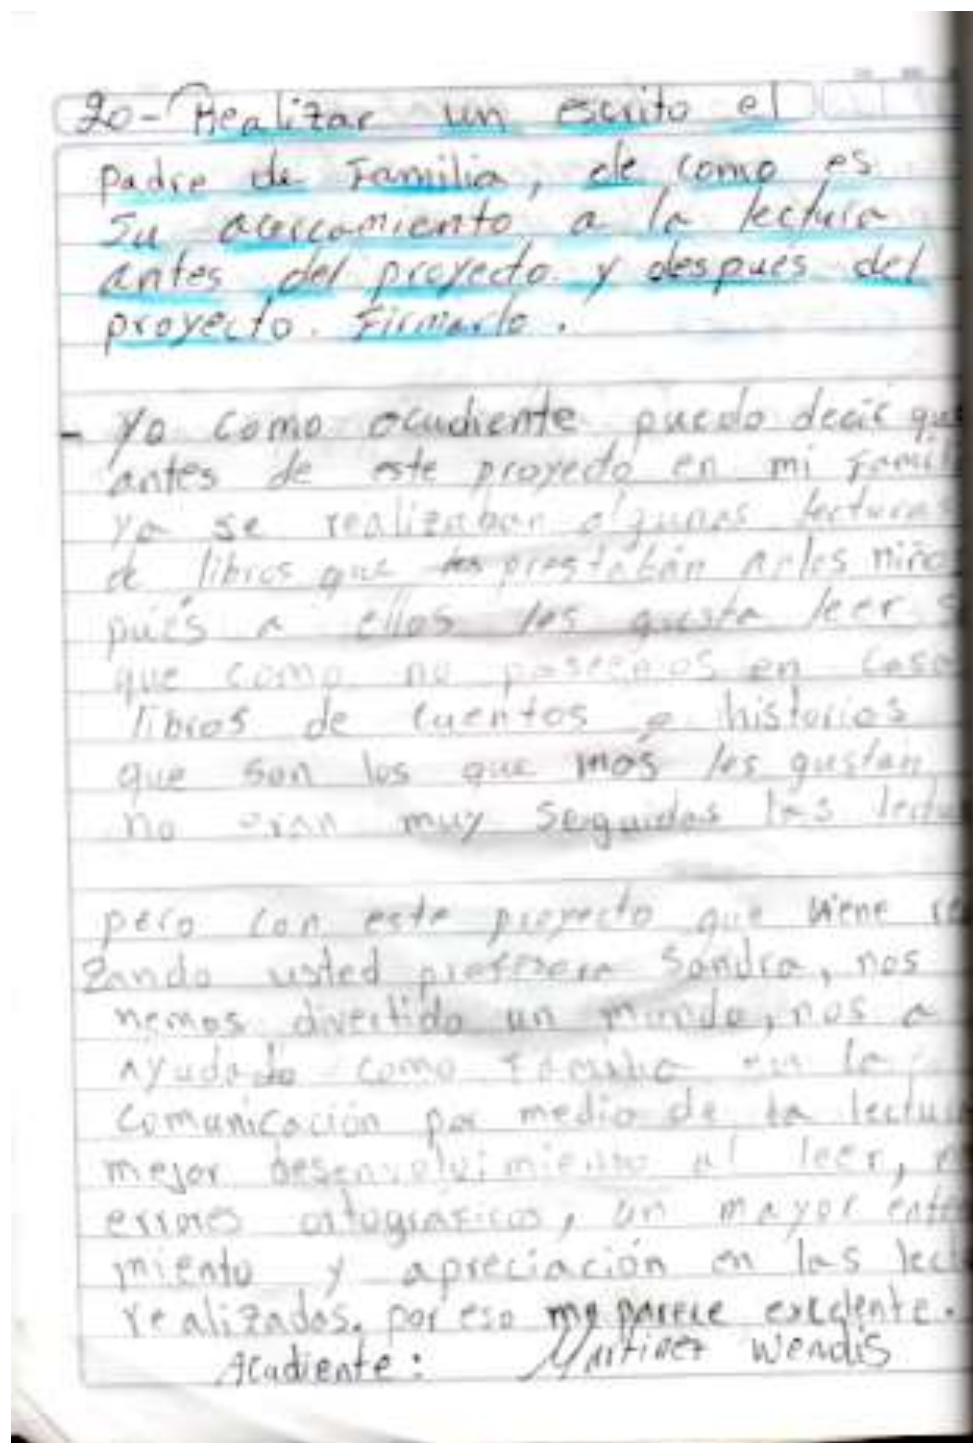 20- Realizar un escrito el
padre de Familia, de como es
su acercamiento a la lectura
antes del proyecto y despues del
proyecto. Firmarlo.
- Yo como acudiente puedo decir que
antes de este proyecto en mi Famil
ya se realizaban algunas lecturas
de libros que prestaban a los niño
pués a ellos les gusta leer s
que como no poseemos en casa
libros de cuentos o historias
que son los que más les gustan
no eran muy seguidas las lectu
pero con este proyecto que viene re
zando usted profesora Sandra, nos
hemos divertido un mundo, nos a
ayudado como Familia en la
comunicación por medio de la lectu
mejor desenvolvimiento al leer,
errores ortograficos, un mayor ente
miento y apreciación en las lect
realizadas. por eso me parece excelente.
Acudiente: Martinez Wendis